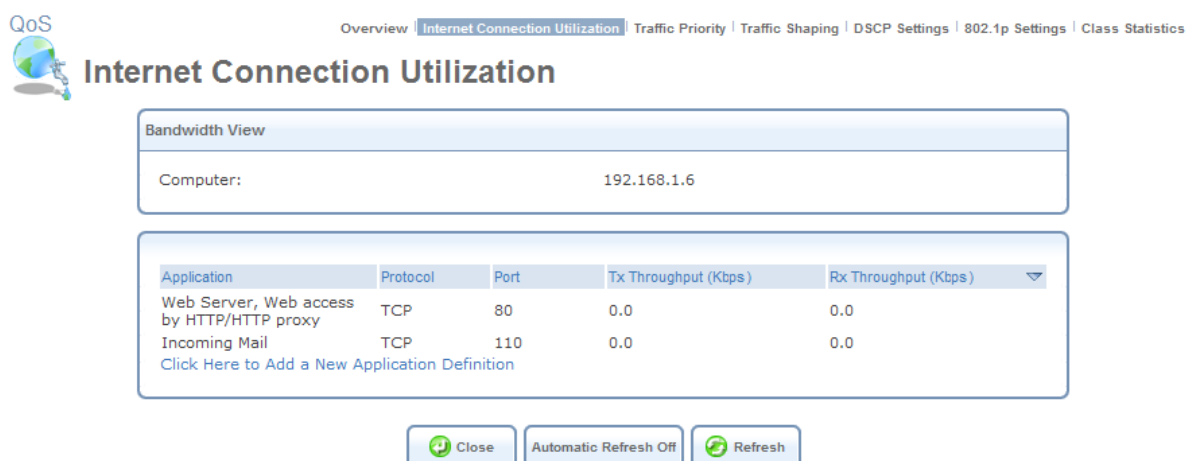 QoS
Overview | Internet Connection Utilization | Traffic Priority | Traffic Shaping | DSCP Settings | 802.1p Settings | Class Statistics
Internet Connection Utilization
Bandwidth View
Computer: 192.168.1.6
Application Protocol Port Tx Throughput (Kbps) Rx Throughput (Kbps)
Web Server, Web access
by HTTP/HTTP proxy TCP 80 0.0 0.0
Incoming Mail TCP 110 0.0 0.0
Click Here to Add a New Application Definition
Close Automatic Refresh Off Refresh